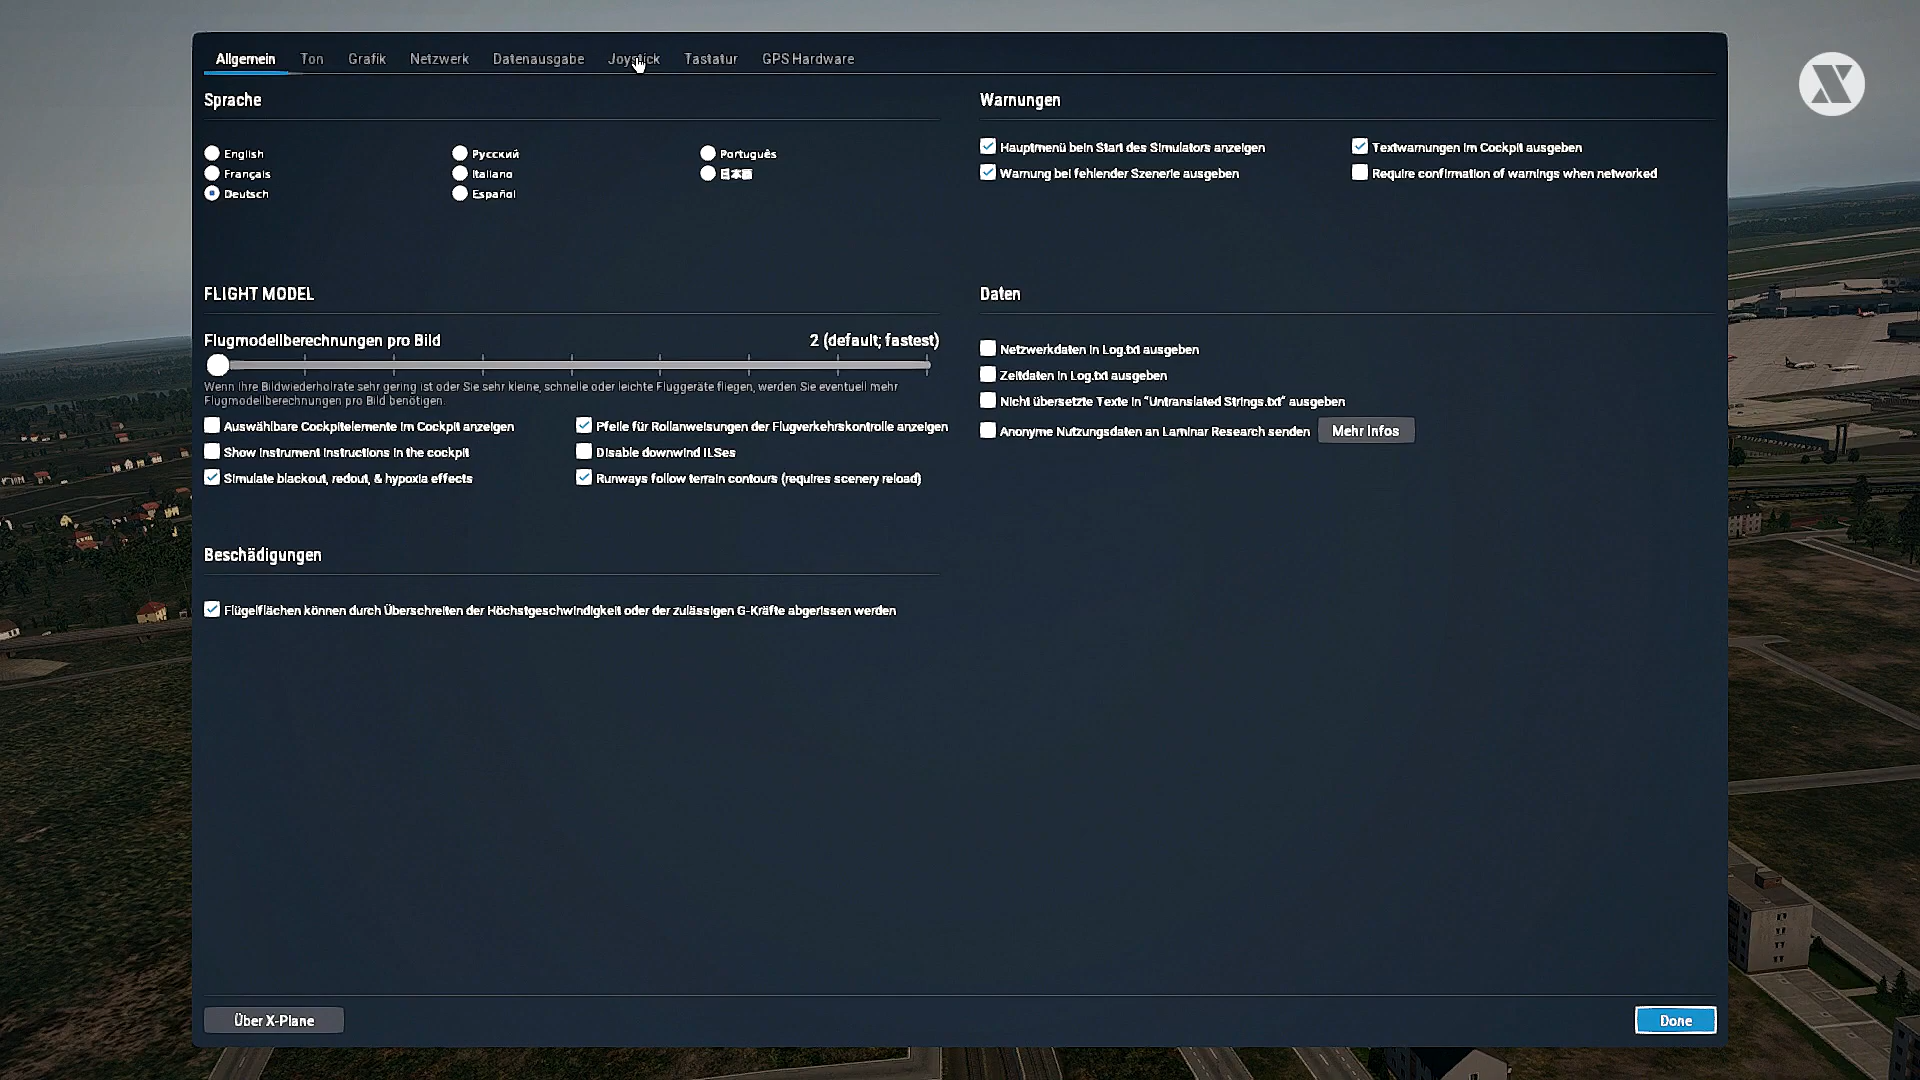 Allgemein Ton Grafik Netzwerk Datenausgabe Joystick Tastatur GPS Hardware
Sprache
English
Français
Deutsch
Русский
Italiano
Español
Português
日本語
Warnungen
Hauptmenü beim Start des Simulators anzeigen
Warnung bei fehlender Szenerie ausgeben
Textwarnungen im Cockpit ausgeben
Require confirmation of warnings when networked
FLIGHT MODEL
Flugmodellberechnungen pro Bild 2 (default; fastest)
Wenn Ihre Bildwiederholrate sehr gering ist oder Sie sehr kleine, schnelle oder leichte Fluggeräte fliegen, werden Sie eventuell mehr
Flugmodellberechnungen pro Bild benötigen.
Auswählbare Cockpitelemente im Cockpit anzeigen
Show instrument instructions in the cockpit
Simulate blackout, redout, & hypoxia effects
Pfeile für Rollanweisungen der Flugverkehrskontrolle anzeigen
Disable downwind ILSes
Runways follow terrain contours (requires scenery reload)
Daten
Netzwerkdaten in Log.txt ausgeben
Zeitdaten in Log.txt ausgeben
Nicht übersetzte Texte in "Untranslated Strings.txt" ausgeben
Anonyme Nutzungsdaten an Laminar Research senden Mehr Infos
Beschädigungen
Flügelflächen können durch Überschreiten der Höchstgeschwindigkeit oder der zulässigen G-Kräfte abgerissen werden
Über X-Plane
Done